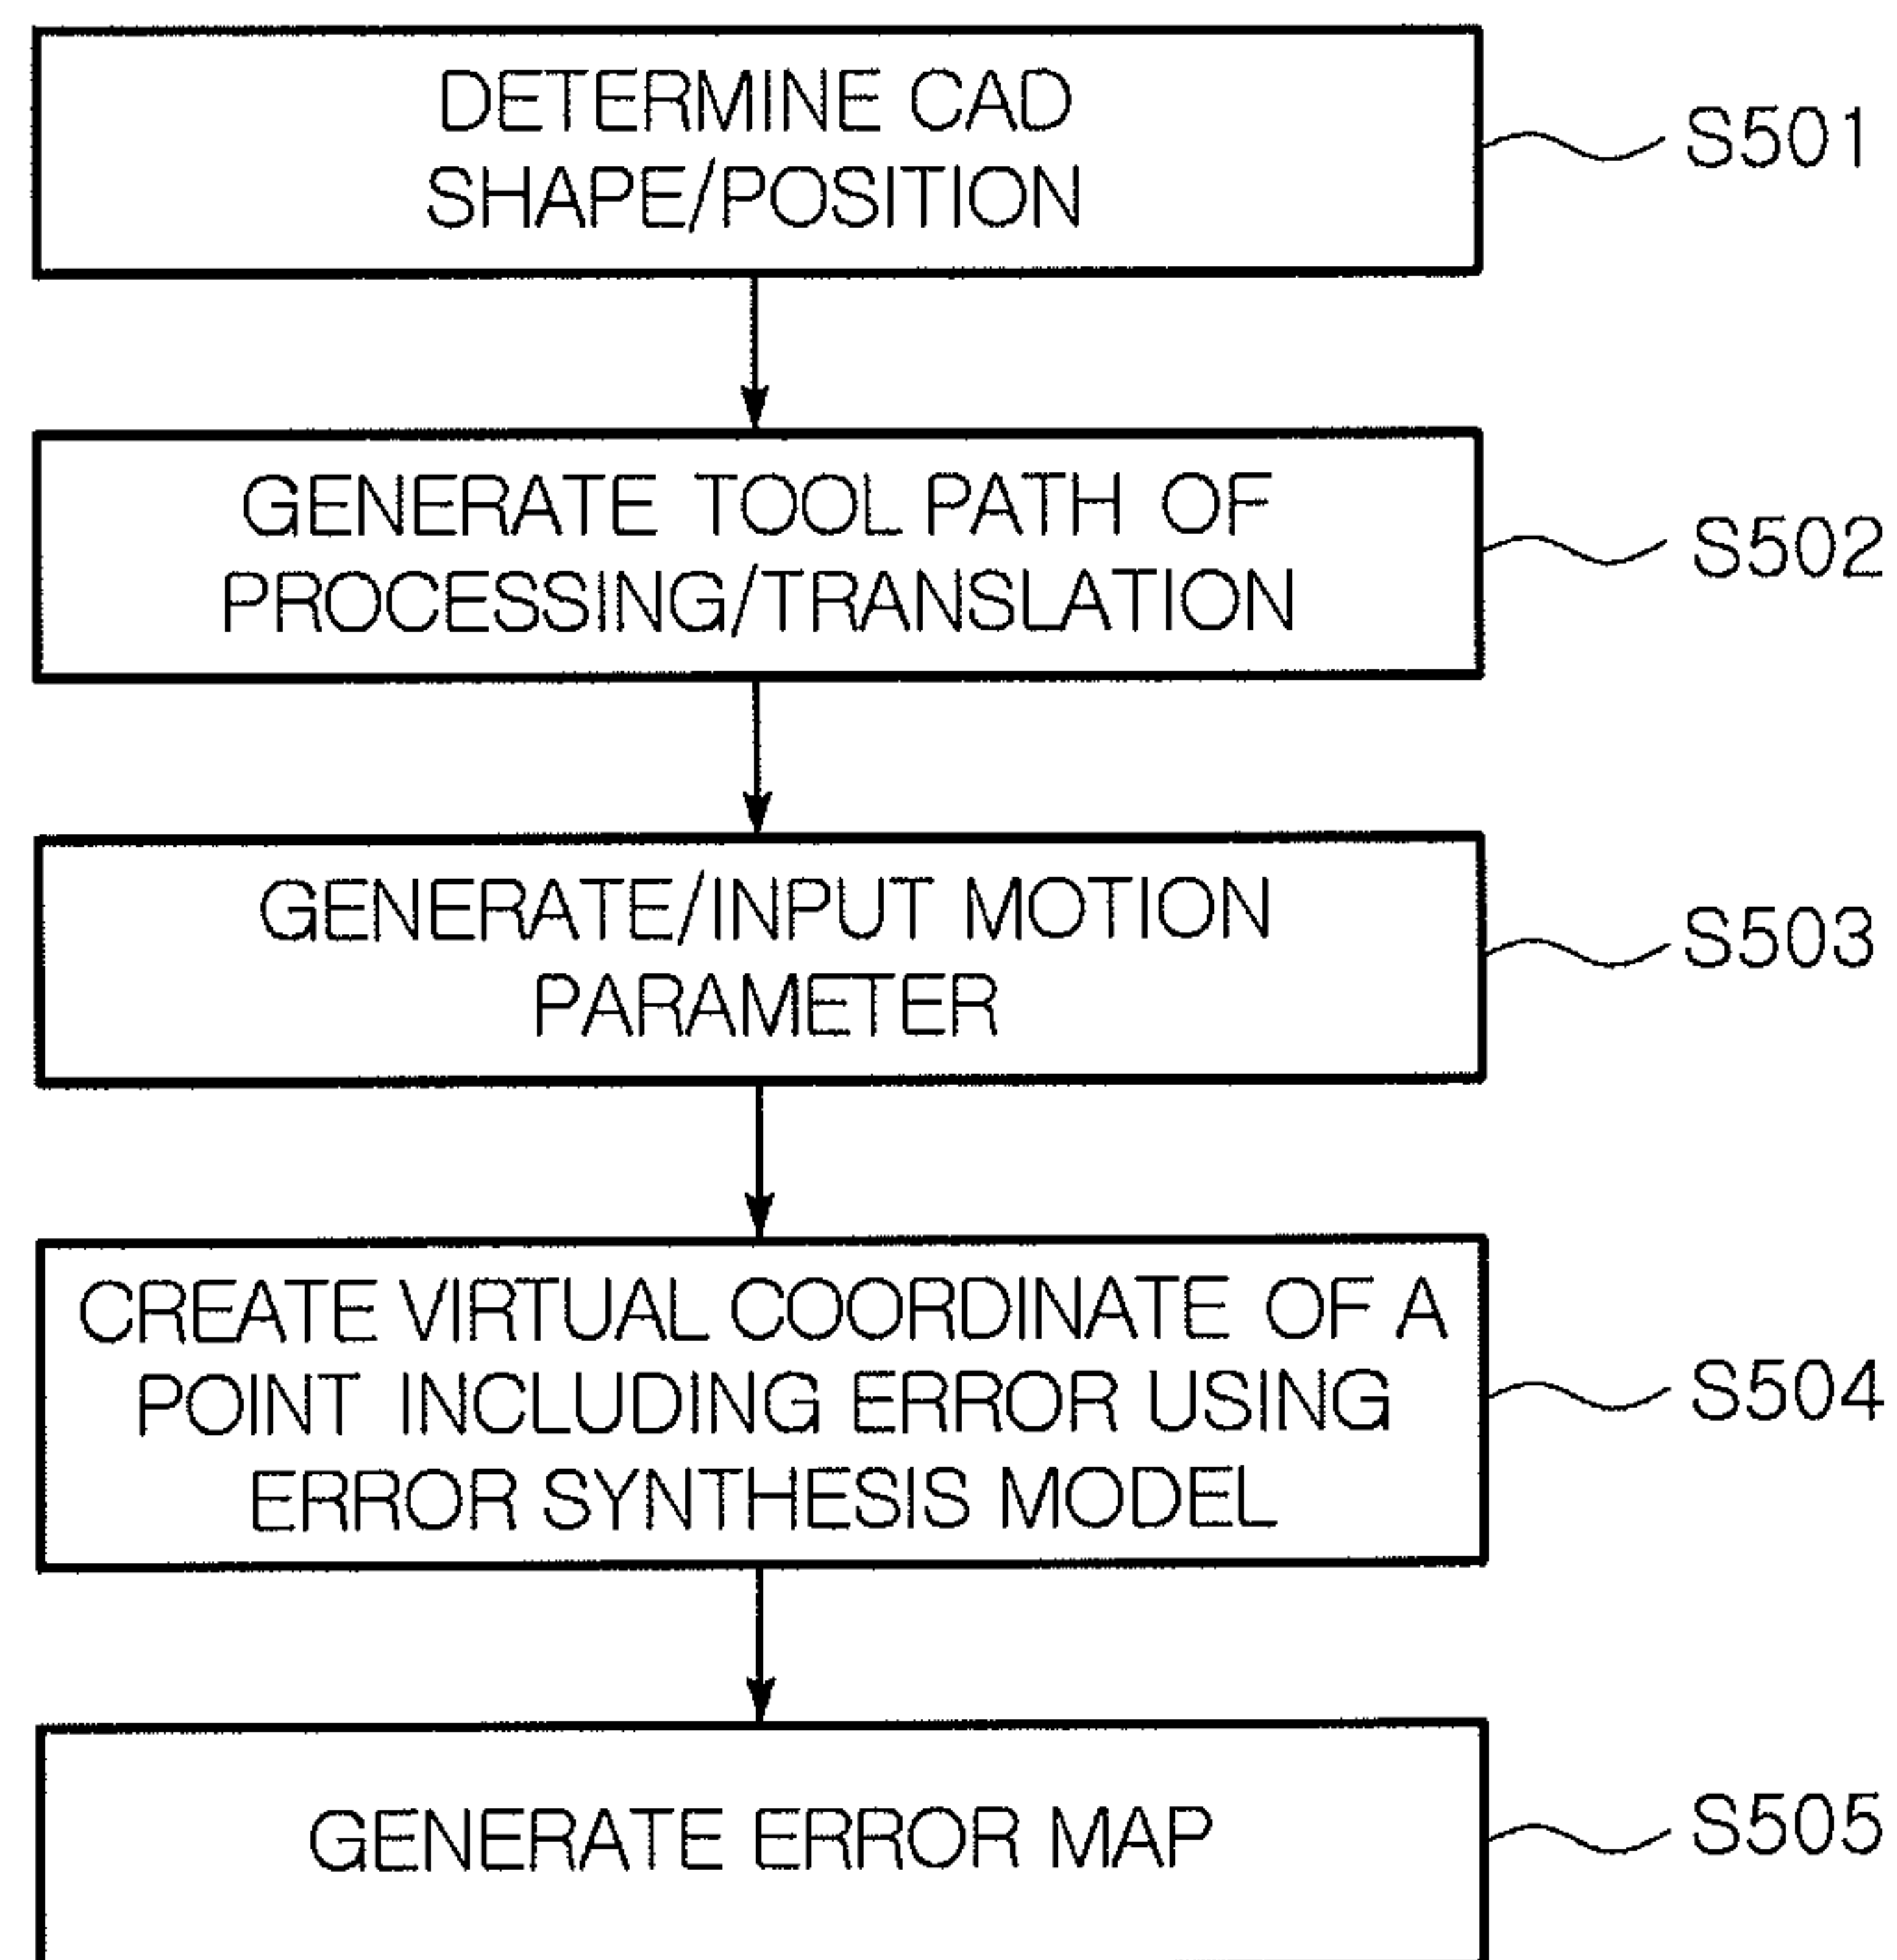 DETERMINE CAD
SHAPE/POSITION
S501
GENERATE TOOL PATH OF
PROCESSING/TRANSLATION
S502
GENERATE/INPUT MOTION
PARAMETER
S503
CREATE VIRTUAL COORDINATE OF A
POINT INCLUDING ERROR USING
ERROR SYNTHESIS MODEL
S504
GENERATE ERROR MAP
S505